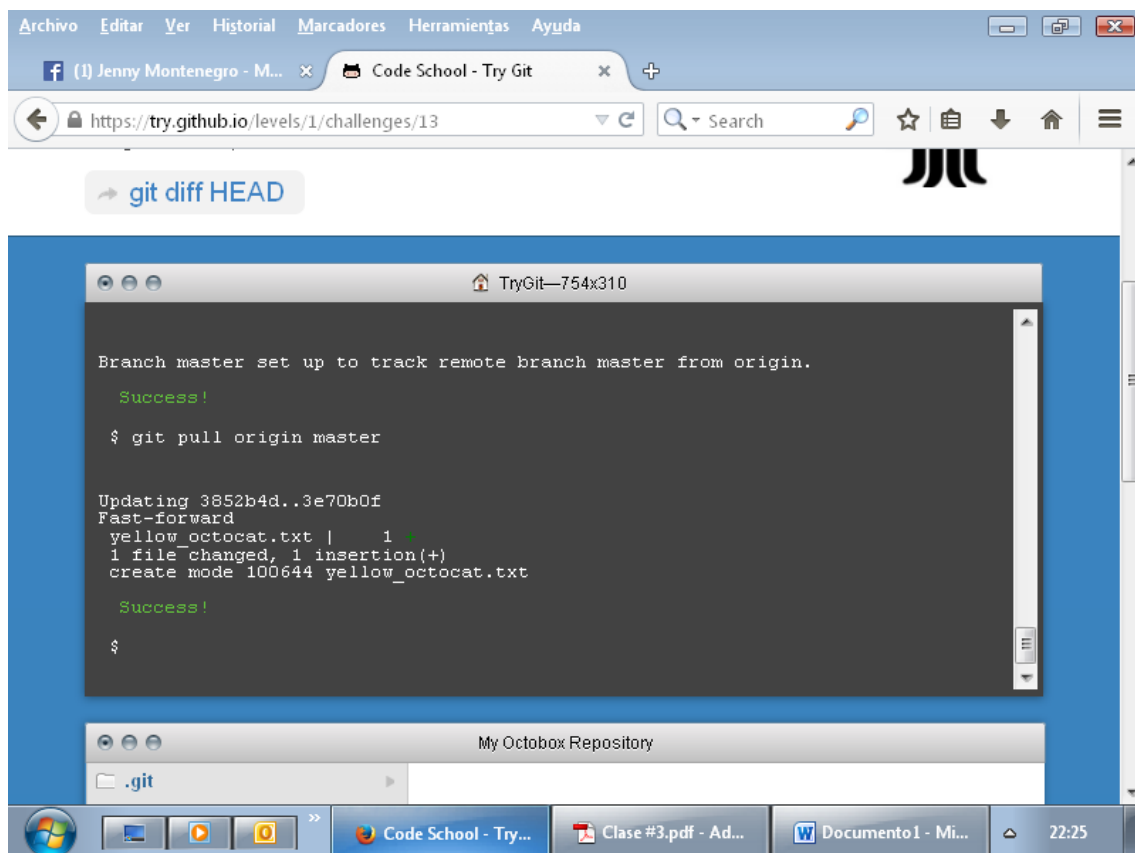 Archivo Editar Ver Historial Marcadores Herramientas Ayuda
(1) Jenny Montenegro - M... Code School - Try Git
https://try.github.io/levels/1/challenges/13 Search
git diff HEAD
TryGit—754x310
Branch master set up to track remote branch master from origin.
Success!
$ git pull origin master
Updating 3852b4d..3e70b0f
Fast-forward
yellow_octocat.txt | 1 +
1 file changed, 1 insertion(+)
create mode 100644 yellow_octocat.txt
Success!
$
My Octobox Repository
.git
Code School - Try... Clase #3.pdf - Ad... Documento1 - Mi... 22:25